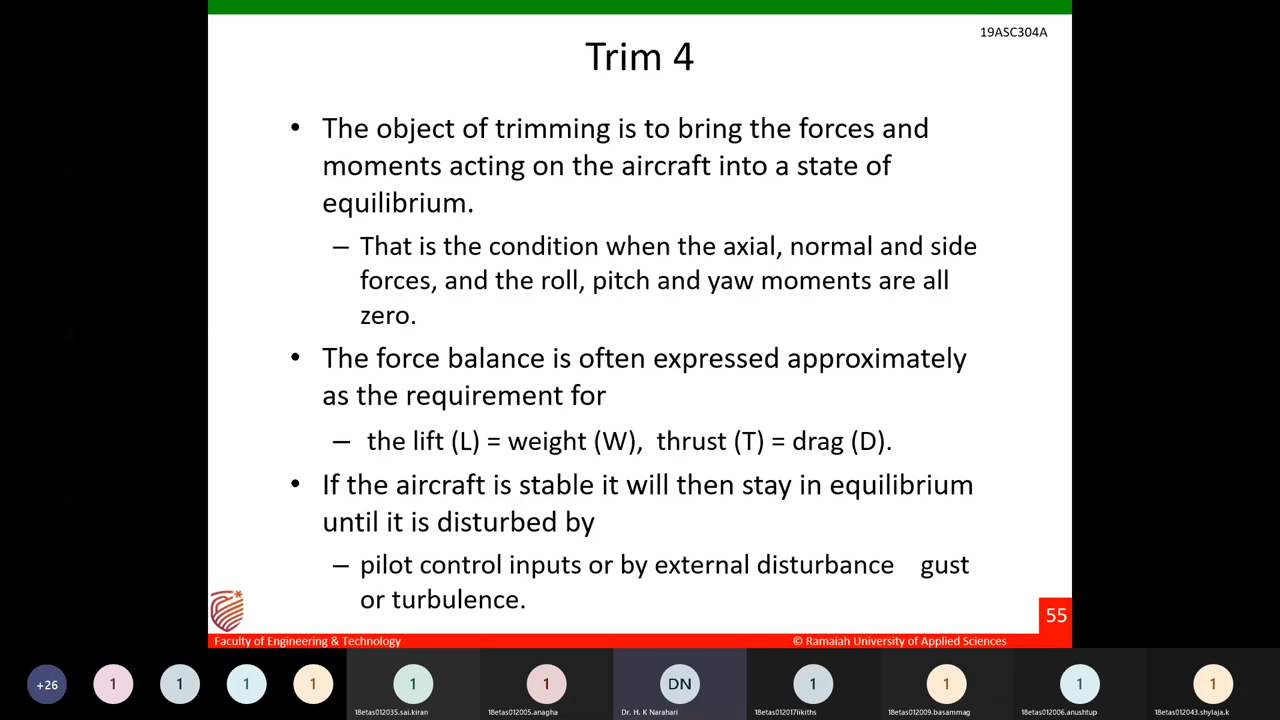 19ASC304A
Trim 4
• The object of trimming is to bring the forces and
moments acting on the aircraft into a state of
equilibrium.
– That is the condition when the axial, normal and side
forces, and the roll, pitch and yaw moments are all
zero.
• The force balance is often expressed approximately
as the requirement for
– the lift (L) = weight (W), thrust (T) = drag (D).
• If the aircraft is stable it will then stay in equilibrium
until it is disturbed by
– pilot control inputs or by external disturbance gust
or turbulence.
55
Faculty of Engineering & Technology
© Ramaiah University of Applied Sciences
+26 1 1 1 1 1 1 DN 1 1 1 1
18etas012035.sai.kiran 18etas012005.anagha Dr. H. K Narahari 18etas012017likiths 18etas012009.basammag 18etas012006.anushtup 18etas012043.shylaja.k